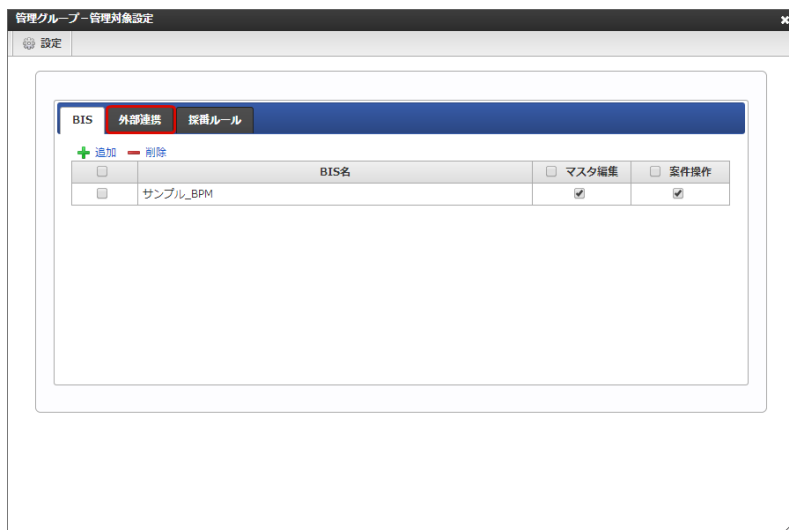 管理グループ－管理対象設定
設定
BIS 外部連携 採番ルール
追加 削除
BIS名 マスタ編集 案件操作
サンプル_BPM